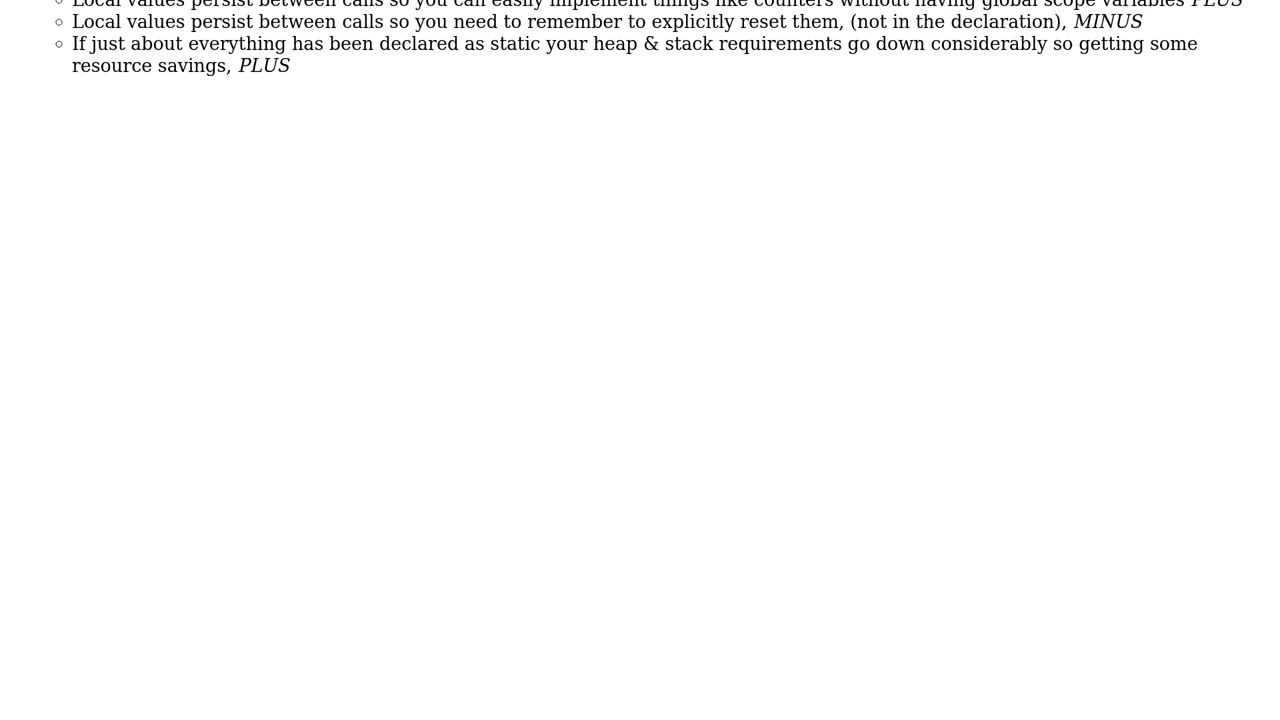 Local values persist between calls so you can easily implement things like counters without having global scope variables PLUS
Local values persist between calls so you need to remember to explicitly reset them, (not in the declaration), MINUS
If just about everything has been declared as static your heap & stack requirements go down considerably so getting some
resource savings, PLUS